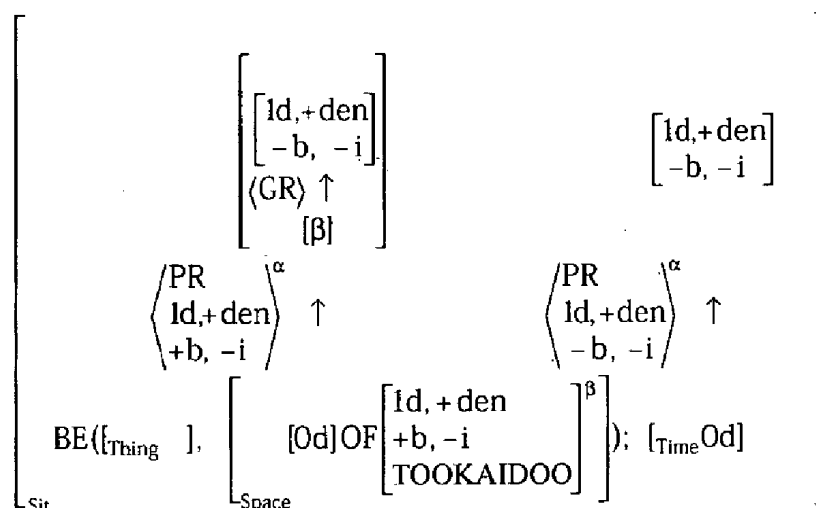 [1d,+den
−b, −i] [1d,+den
−b, −i]
⟨GR⟩ ↑
[β]
⟨PR
1d,+den
+b, −i⟩α ↑ ⟨PR
1d,+den
−b, −i⟩α ↑
BE([Thing ], [Space [0d] OF [1d, +den
+b, −i
TOOKAIDOO]β]); [Time 0d]
Sit